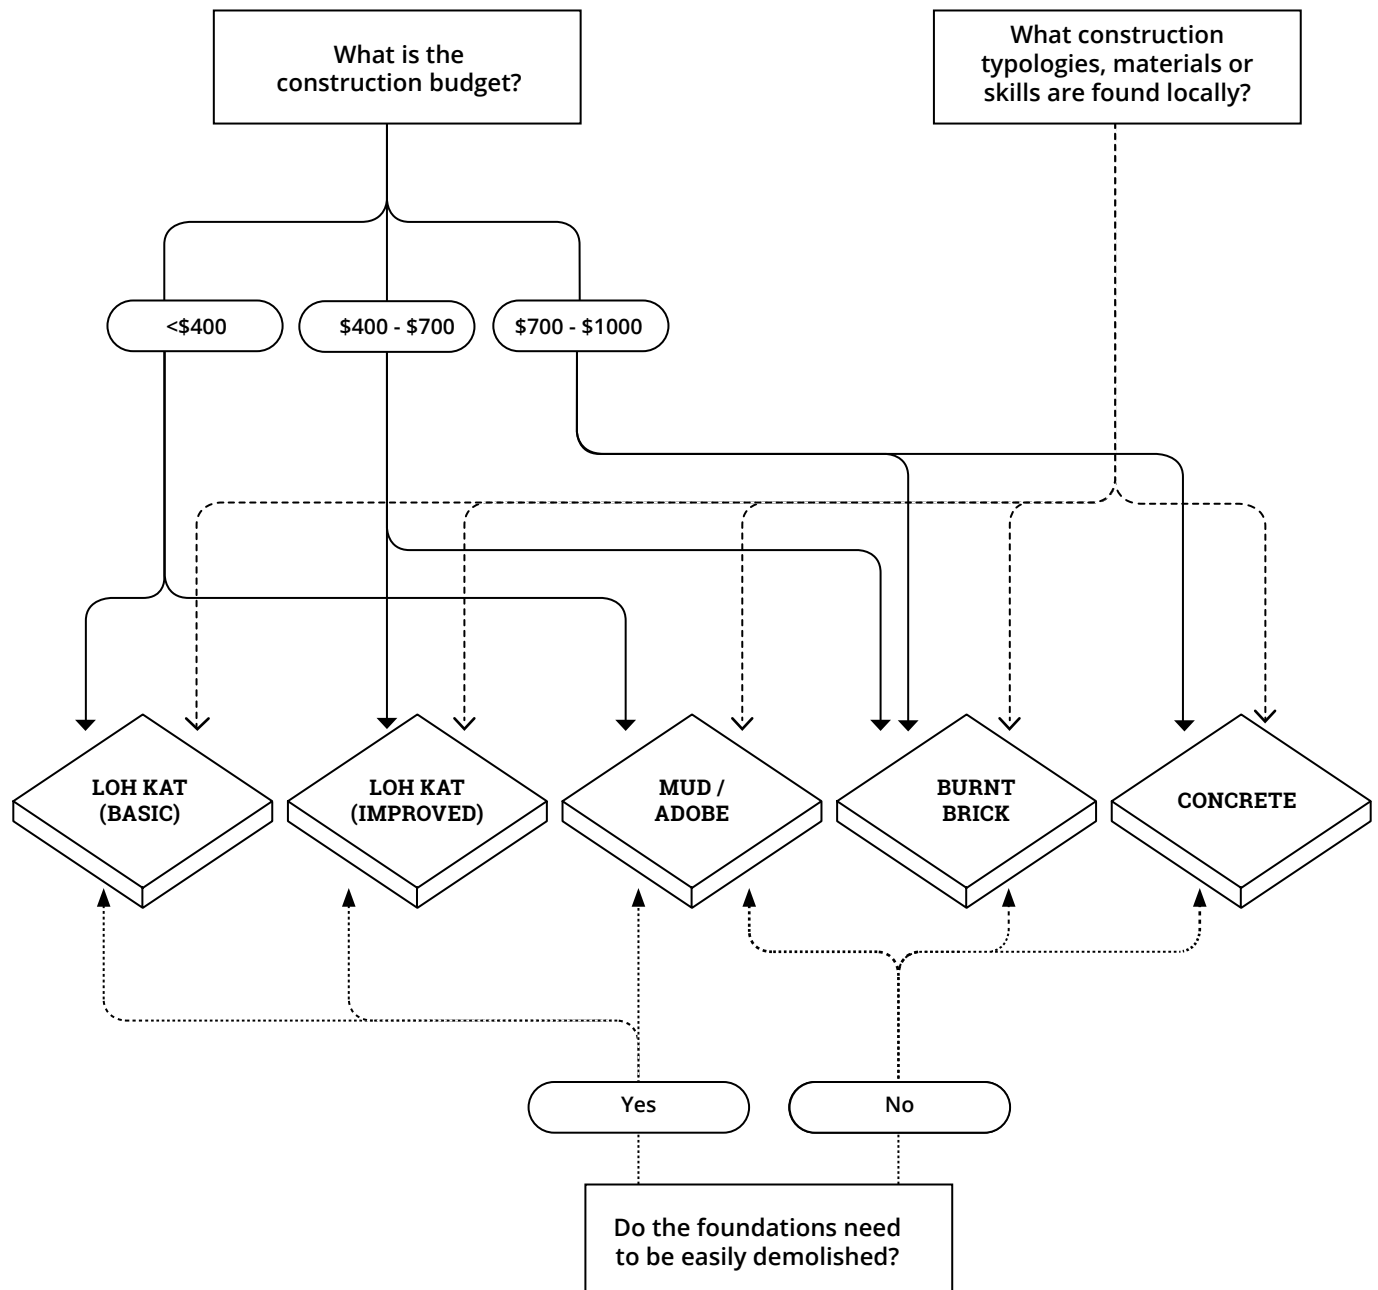 What is the
construction budget?
What construction
typologies, materials or
skills are found locally?
<$400
$400 - $700
$700 - $1000
LOH KAT
(BASIC)
LOH KAT
(IMPROVED)
MUD /
ADOBE
BURNT
BRICK
CONCRETE
Yes
No
Do the foundations need
to be easily demolished?